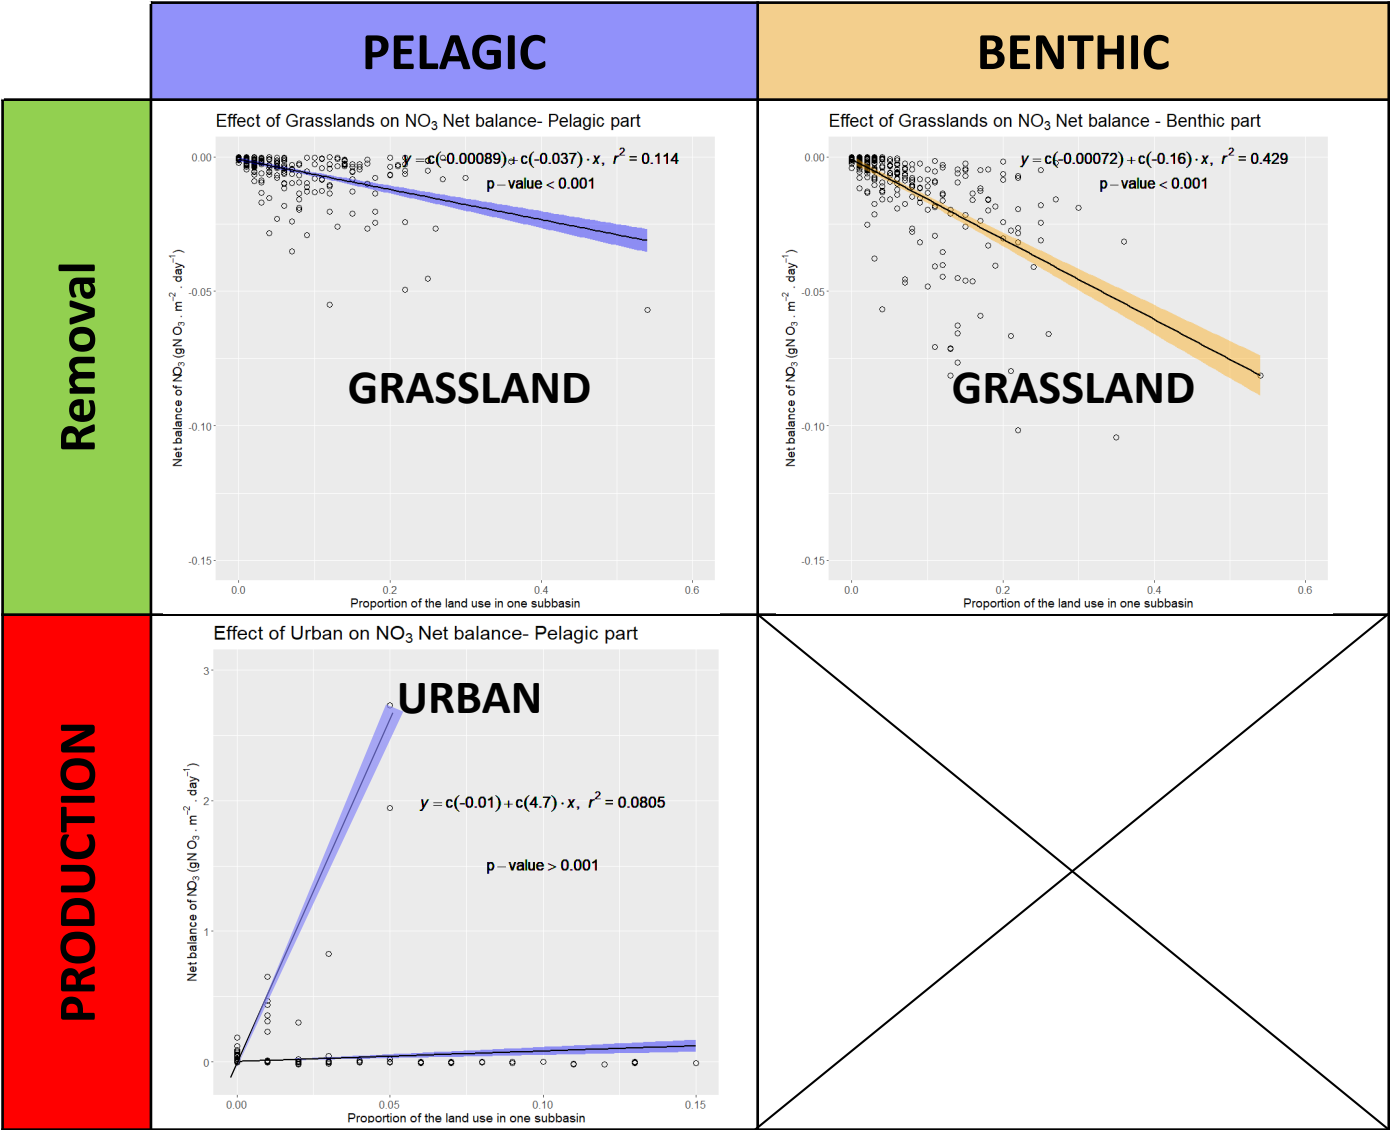 PELAGIC
BENTHIC
Removal
Effect of Grasslands on NO3 Net balance- Pelagic part
y = c(-0.00089) + c(-0.037) · x, r² = 0.114
p – value < 0.001
GRASSLAND
0.00
-0.05
-0.10
-0.15
Net balance of NO3 (gN O3 . m⁻² . day⁻¹)
0.0 0.2 0.4 0.6
Proportion of the land use in one subbasin
Effect of Grasslands on NO3 Net balance - Benthic part
y = c(-0.00072) + c(-0.16) · x, r² = 0.429
p – value < 0.001
GRASSLAND
0.00
-0.05
-0.10
-0.15
Net balance of NO3 (gN O3 . m⁻² . day⁻¹)
0.0 0.2 0.4 0.6
Proportion of the land use in one subbasin
PRODUCTION
Effect of Urban on NO3 Net balance- Pelagic part
URBAN
y = c(-0.01) + c(4.7) · x, r² = 0.0805
p – value > 0.001
3
2
1
0
Net balance of NO3 (gN O3 . m⁻² . day⁻¹)
0.00 0.05 0.10 0.15
Proportion of the land use in one subbasin